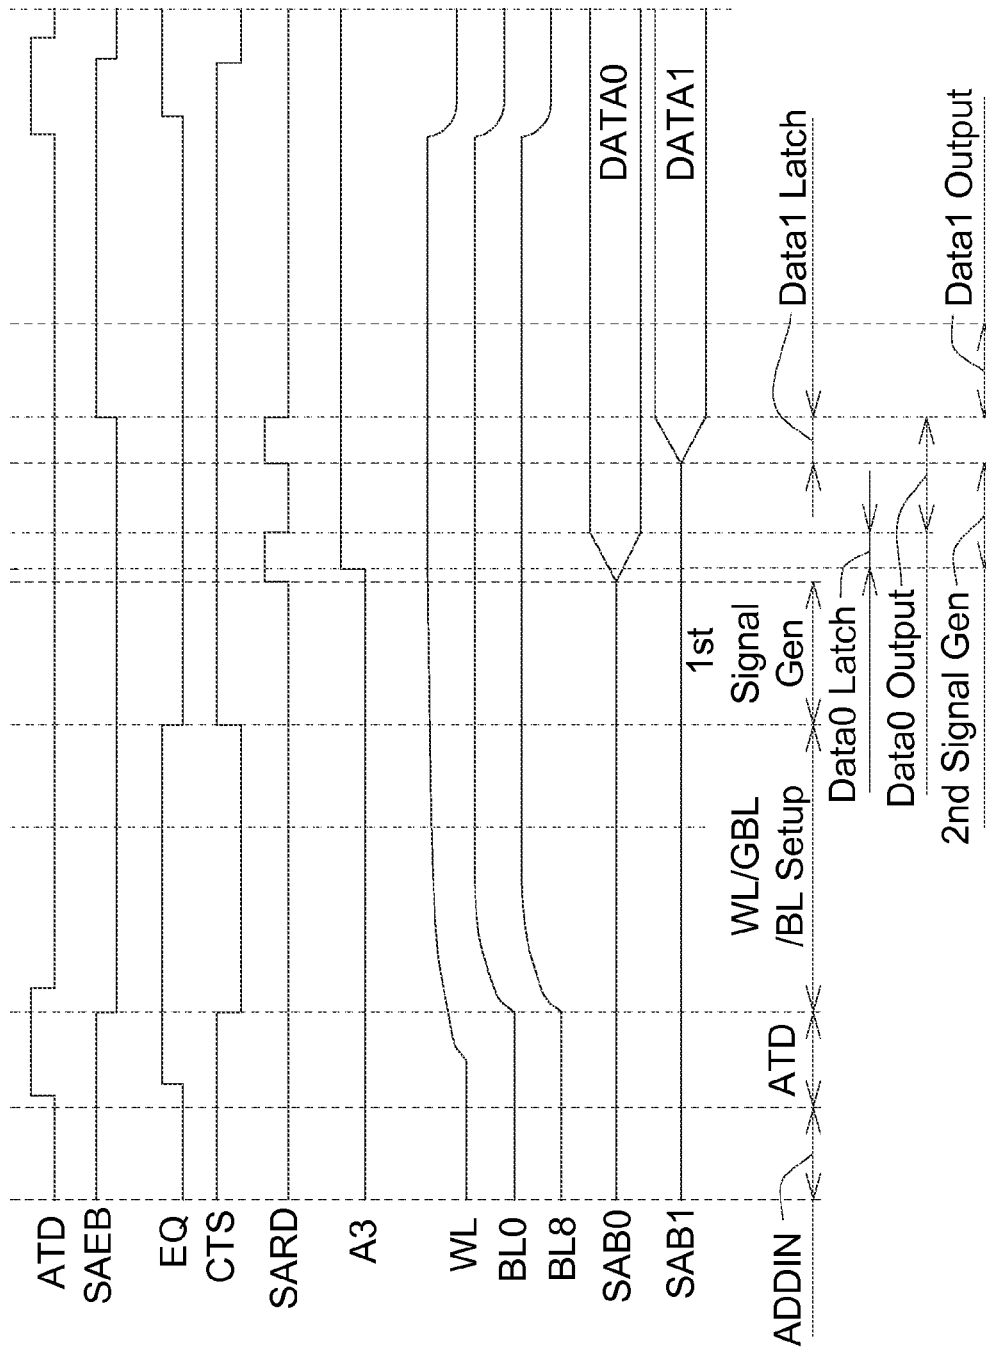 ATD
SAEB
EQ
CTS
SARD
A3
WL
BL0
BL8
SAB0
DATA0
SAB1
DATA1
ADDIN
ATD
WL/GBL
/BL Setup
1st
Signal
Gen
Data1 Latch
Data0 Latch
Data0 Output
2nd Signal Gen
Data1 Output